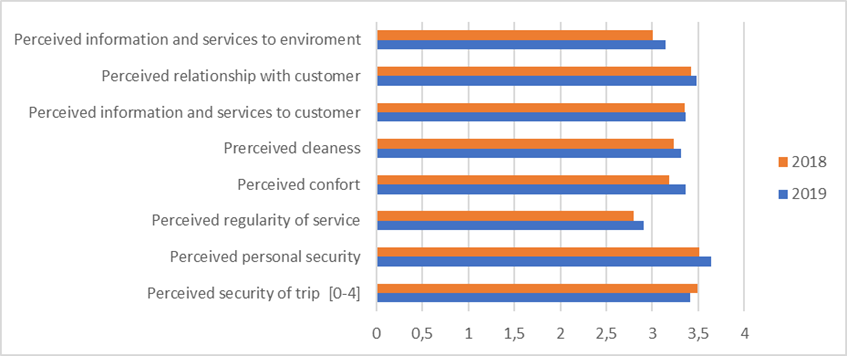 Perceived information and services to enviroment
Perceived relationship with customer
Perceived information and services to customer
Prerceived cleaness
Perceived confort
Perceived regularity of service
Perceived personal security
Perceived security of trip [0-4]
0 0,5 1 1,5 2 2,5 3 3,5 4
2018
2019